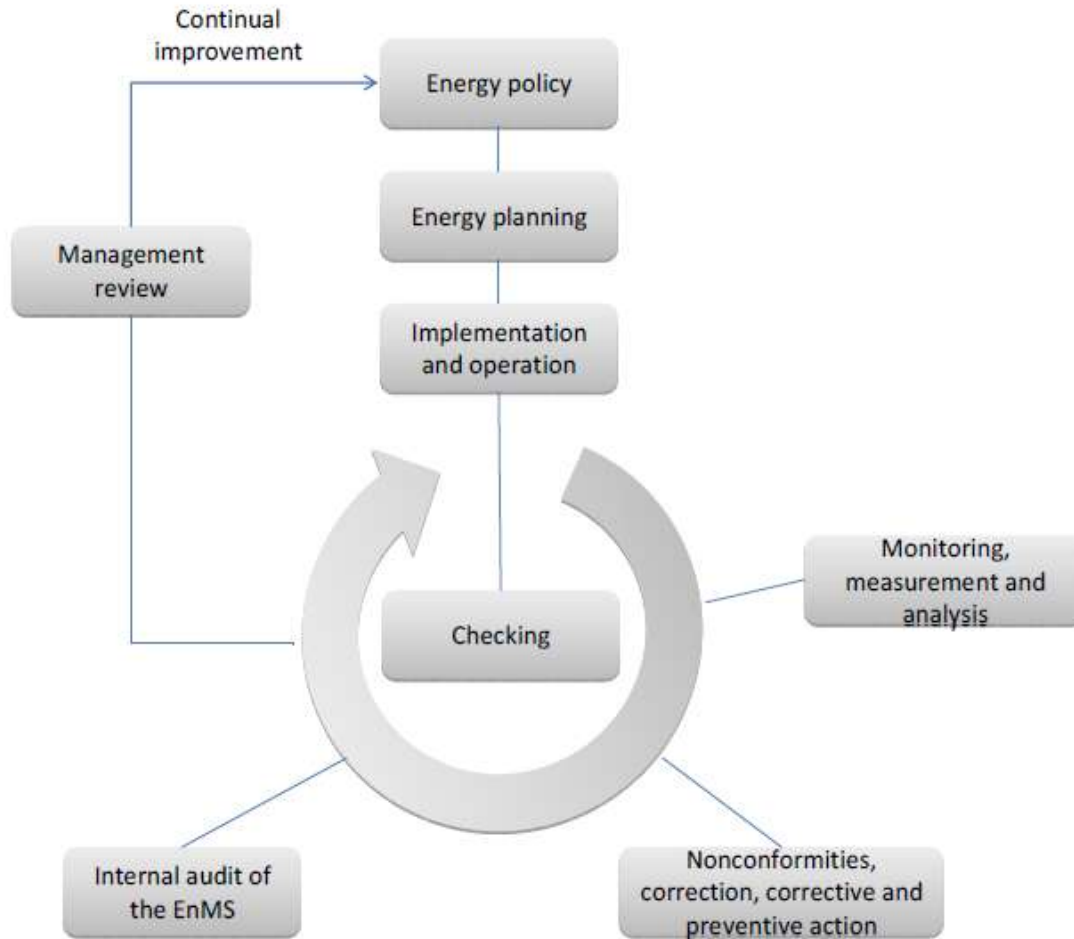 Continual
improvement
Energy policy
Energy planning
Management
review
Implementation
and operation
Monitoring,
measurement and
analysis
Checking
Internal audit of
the EnMS
Nonconformities,
correction, corrective and
preventive action